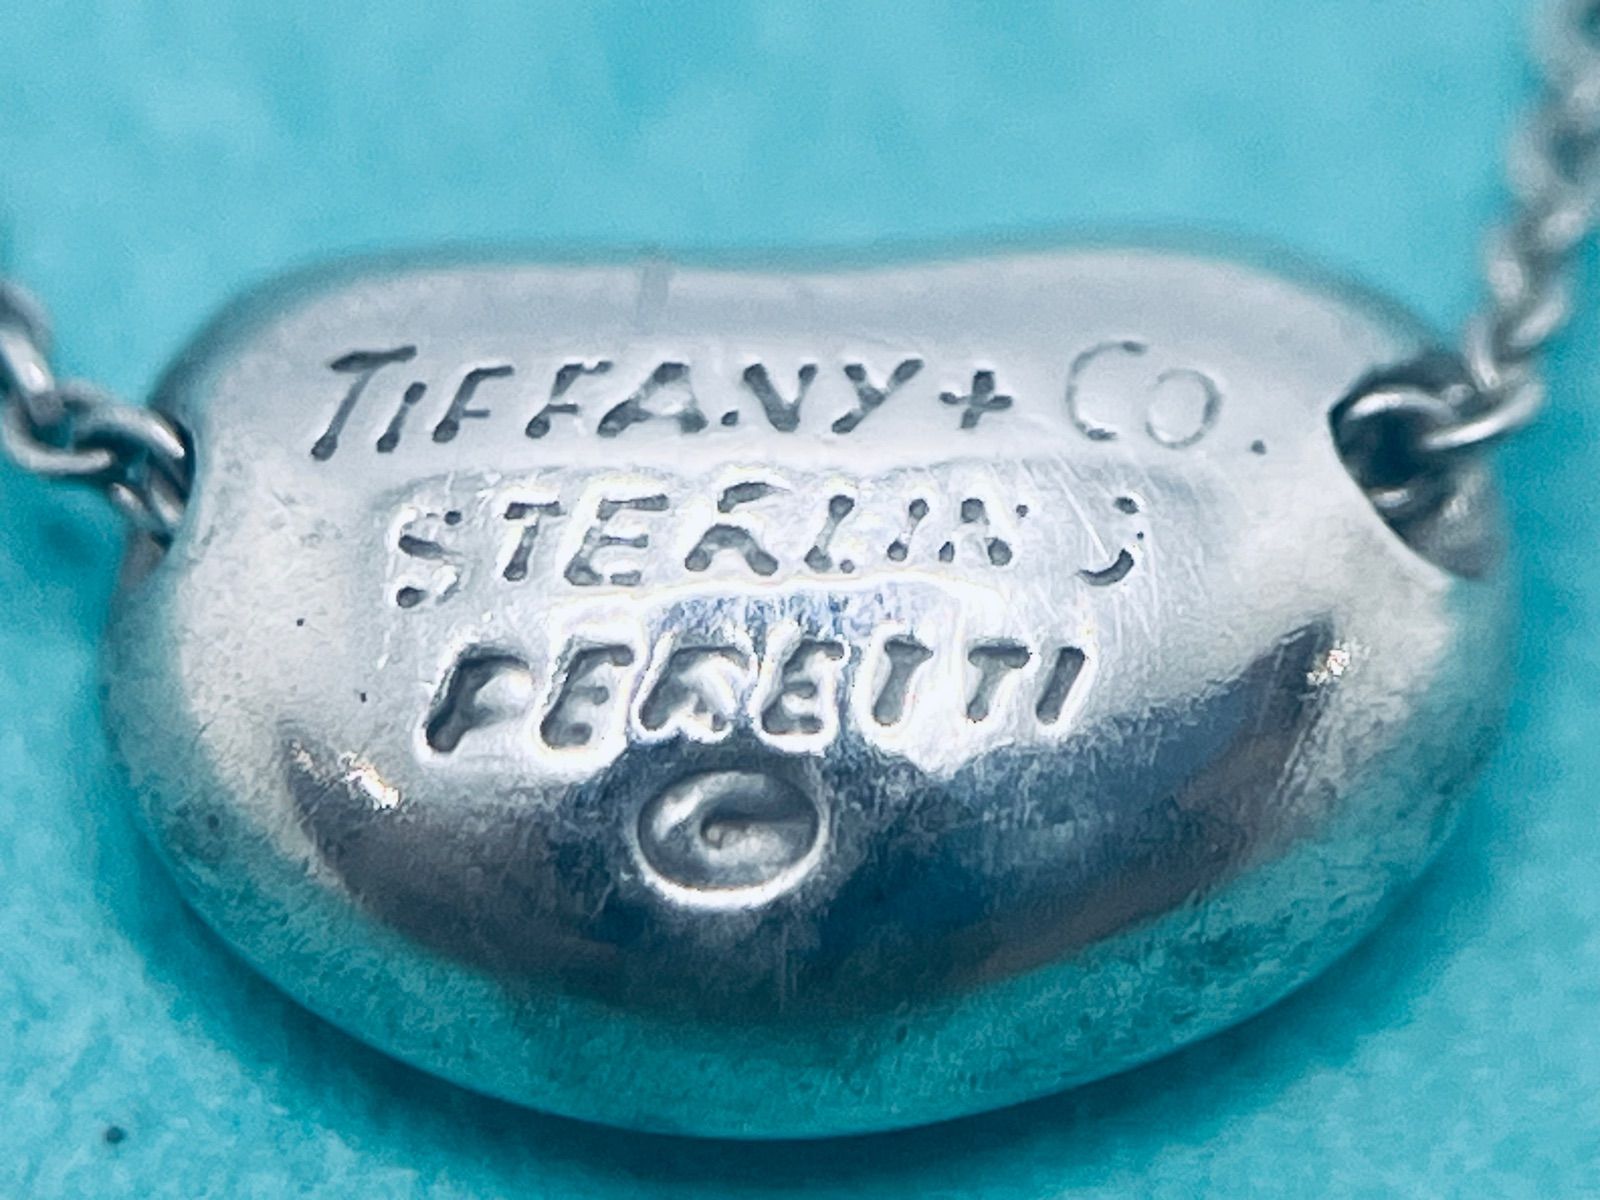 TIFFANY + CO.
STERLING
PERETTI
©